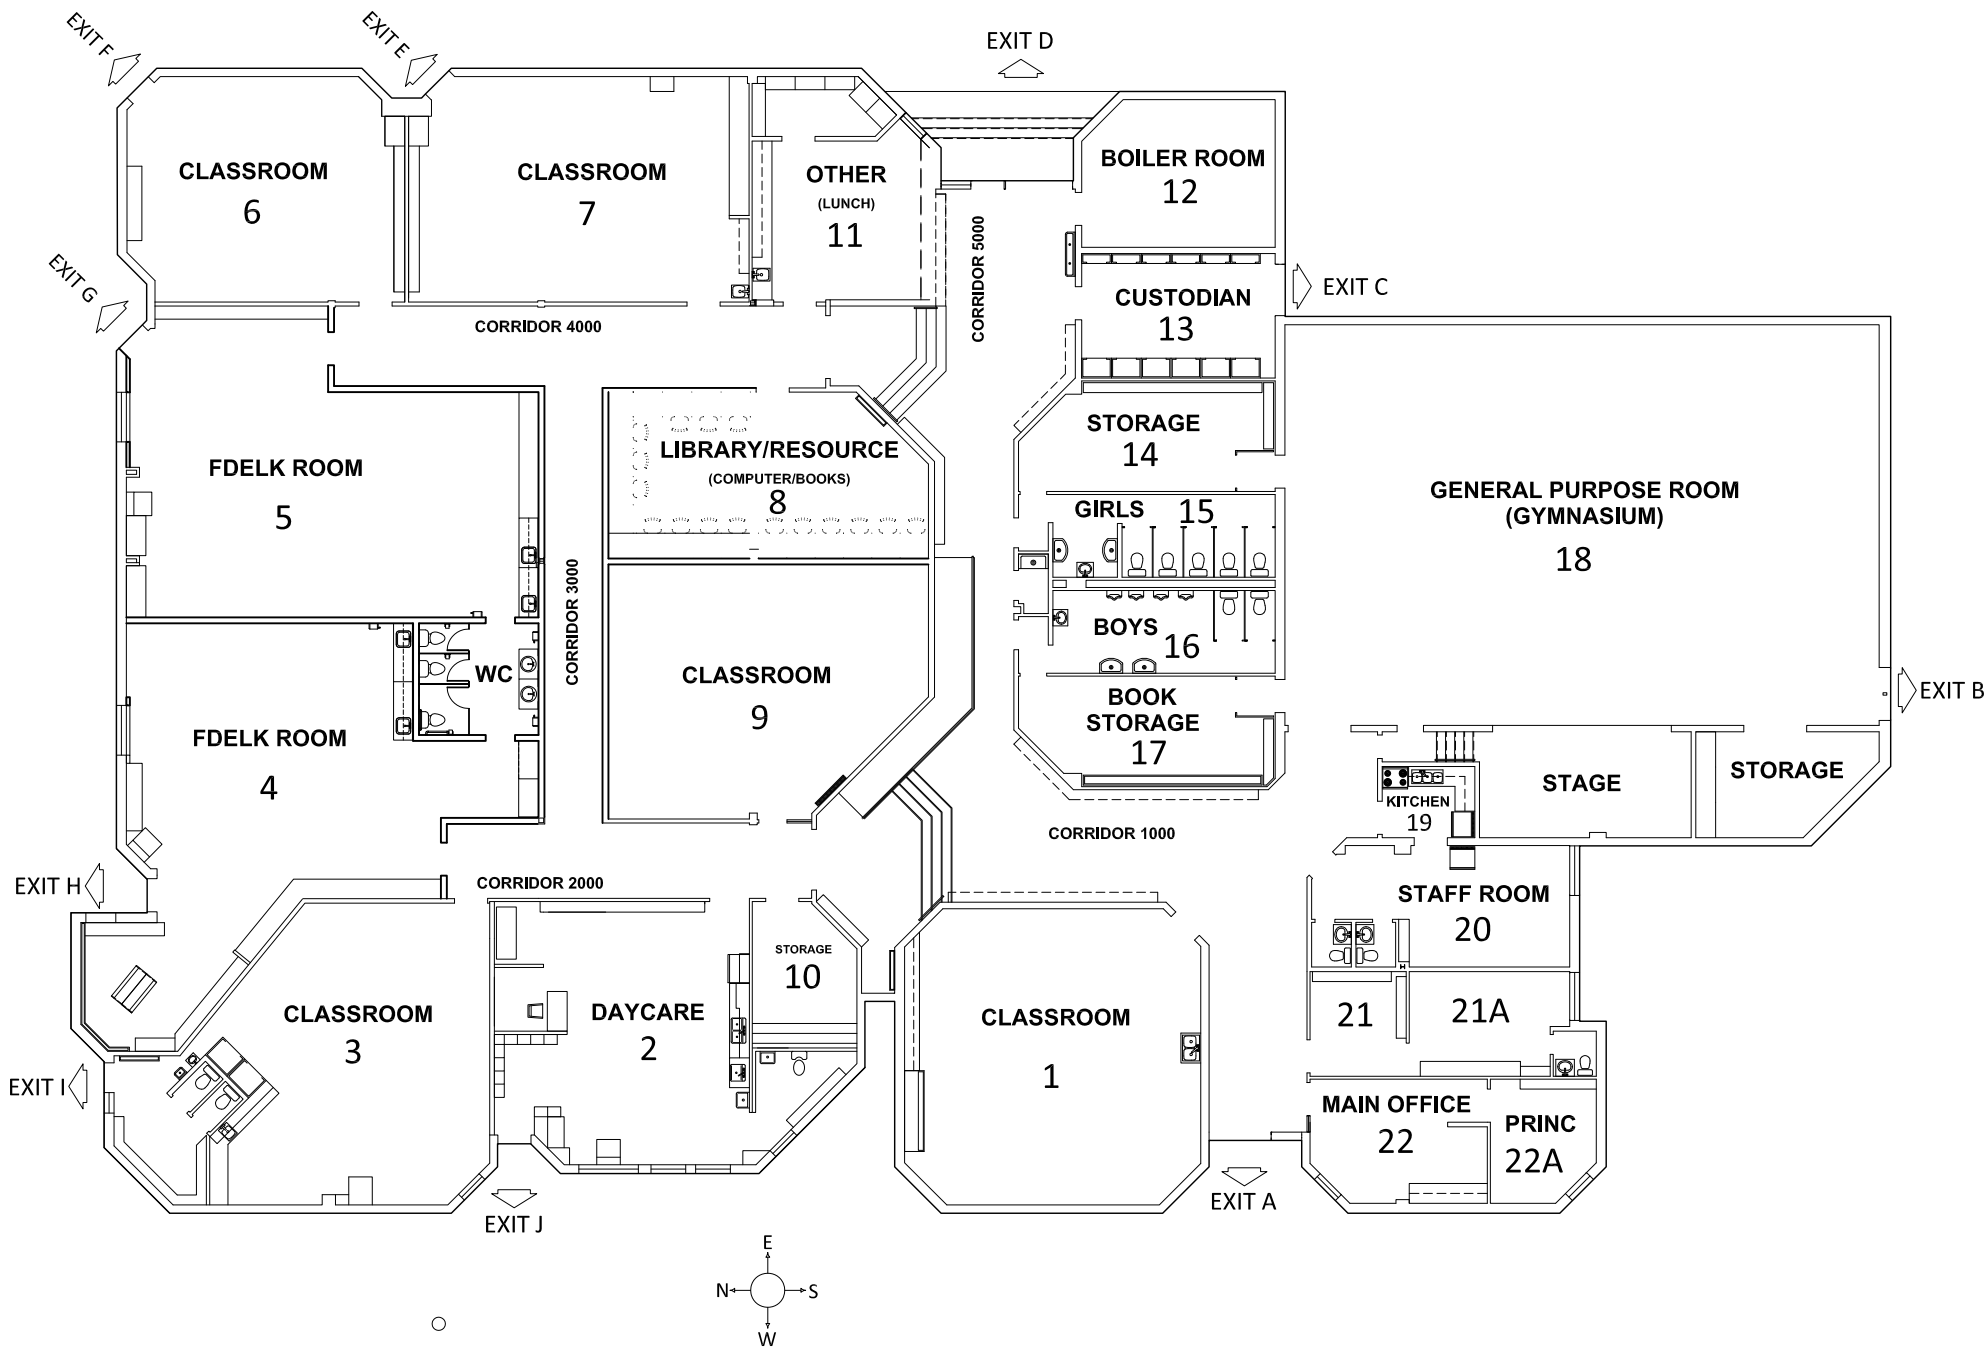 EXIT F
EXIT E
EXIT D
CLASSROOM
6
CLASSROOM
7
OTHER
(LUNCH)
11
BOILER ROOM
12
EXIT G
CORRIDOR 4000
CORRIDOR 5000
CUSTODIAN
13
EXIT C
FDELK ROOM
5
LIBRARY/RESOURCE
(COMPUTER/BOOKS)
8
STORAGE
14
GIRLS 15
GENERAL PURPOSE ROOM
(GYMNASIUM)
18
CORRIDOR 3000
BOYS 16
WC
CLASSROOM
9
BOOK
STORAGE
17
EXIT B
FDELK ROOM
4
STAGE
STORAGE
KITCHEN
19
CORRIDOR 1000
EXIT H
CORRIDOR 2000
STAFF ROOM
20
STORAGE
10
CLASSROOM
3
DAYCARE
2
CLASSROOM
1
21
21A
EXIT I
MAIN OFFICE
22
PRINC
22A
EXIT J
EXIT A
E
N S
W